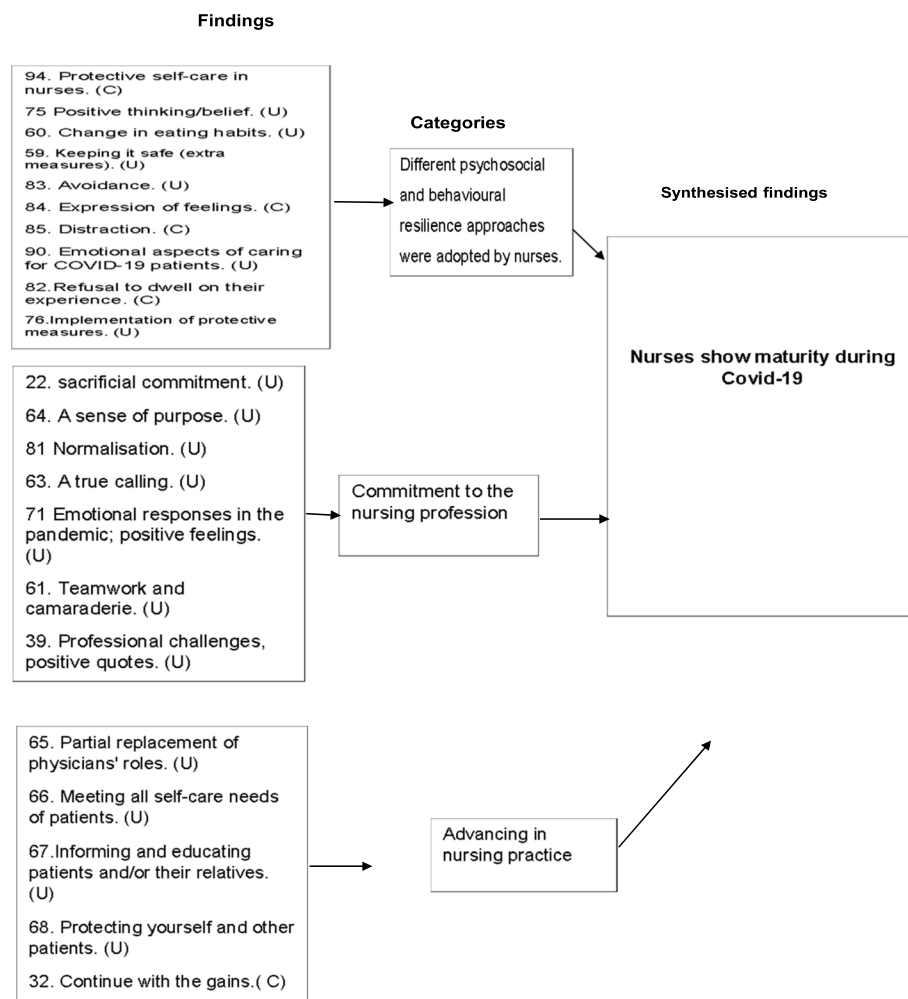 Findings
94. Protective self-care in
nurses. (C)
75 Positive thinking/belief. (U)
60. Change in eating habits. (U)
59. Keeping it safe (extra
measures). (U)
83. Avoidance. (U)
84. Expression of feelings. (C)
85. Distraction. (C)
90. Emotional aspects of caring
for COVID-19 patients. (U)
82.Refusal to dwell on their
experience. (C)
76.Implementation of protective
measures. (U)
22. sacrificial commitment. (U)
64. A sense of purpose. (U)
81 Normalisation. (U)
63. A true calling. (U)
71 Emotional responses in the
pandemic; positive feelings.
(U)
61. Teamwork and
camaraderie. (U)
39. Professional challenges,
positive quotes. (U)
65. Partial replacement of
physicians' roles. (U)
66. Meeting all self-care needs
of patients. (U)
67.Informing and educating
patients and/or their relatives.
(U)
68. Protecting yourself and other
patients. (U)
32. Continue with the gains.( C)
Categories
Different psychosocial
and behavioural
resilience approaches
were adopted by nurses.
Commitment to the
nursing profession
Advancing in
nursing practice
Synthesised findings
Nurses show maturity during
Covid-19